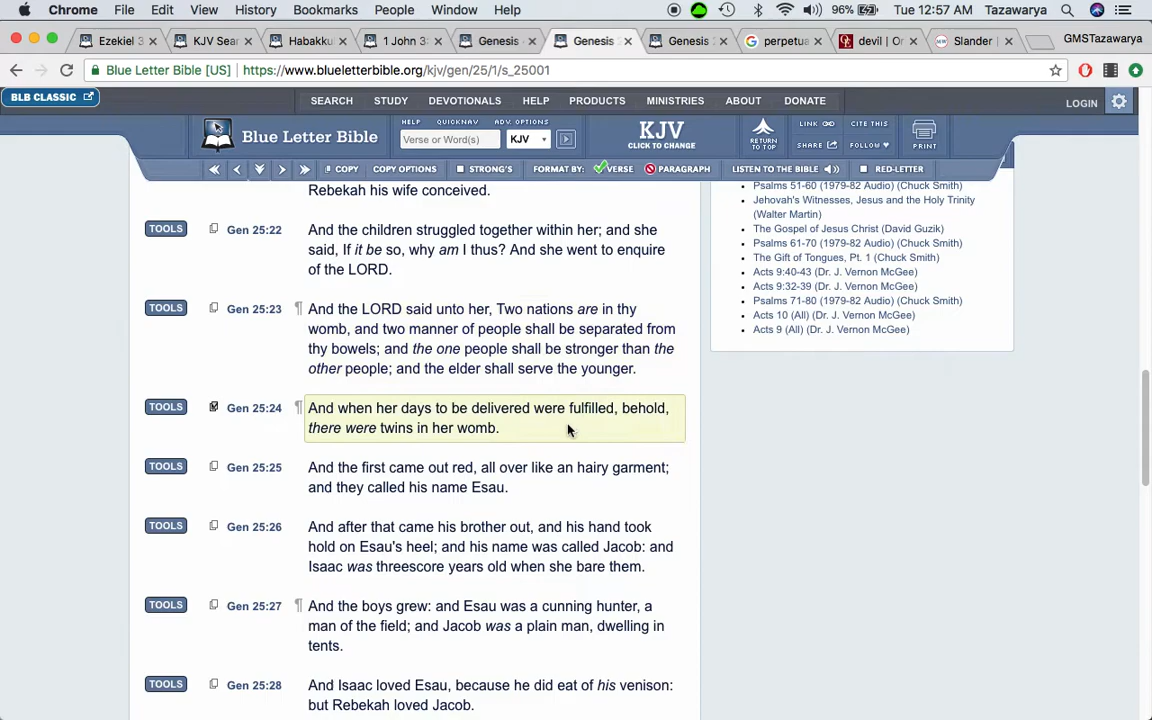 Chrome File Edit View History Bookmarks People Window Help 96% Tue 12:57 AM Tazawarya
Ezekiel 3 KJV Sear Habakku 1 John 3: Genesis Genesis 2 Genesis perpetua devil | Or Slander | GMSTazawarya
Blue Letter Bible [US] https://www.blueletterbible.org/kjv/gen/25/1/s_25001
BLB CLASSIC SEARCH STUDY DEVOTIONALS HELP PRODUCTS MINISTRIES ABOUT DONATE LOGIN
Blue Letter Bible
HELP QUICKNAV ADV. OPTIONS
Verse or Word(s) KJV
KJV
CLICK TO CHANGE
RETURN TO TOP
LINK CITE THIS
SHARE FOLLOW
PRINT
COPY COPY OPTIONS STRONG'S FORMAT BY: VERSE PARAGRAPH LISTEN TO THE BIBLE RED-LETTER
Rebekah his wife conceived.
TOOLS Gen 25:22 And the children struggled together within her; and she
said, If it be so, why am I thus? And she went to enquire
of the LORD.
TOOLS Gen 25:23 ¶ And the LORD said unto her, Two nations are in thy
womb, and two manner of people shall be separated from
thy bowels; and the one people shall be stronger than the
other people; and the elder shall serve the younger.
TOOLS Gen 25:24 ¶ And when her days to be delivered were fulfilled, behold,
there were twins in her womb.
TOOLS Gen 25:25 And the first came out red, all over like an hairy garment;
and they called his name Esau.
TOOLS Gen 25:26 And after that came his brother out, and his hand took
hold on Esau's heel; and his name was called Jacob: and
Isaac was threescore years old when she bare them.
TOOLS Gen 25:27 ¶ And the boys grew: and Esau was a cunning hunter, a
man of the field; and Jacob was a plain man, dwelling in
tents.
TOOLS Gen 25:28 And Isaac loved Esau, because he did eat of his venison:
but Rebekah loved Jacob.
Psalms 51-60 (1979-82 Audio) (Chuck Smith)
Jehovah's Witnesses, Jesus and the Holy Trinity
(Walter Martin)
The Gospel of Jesus Christ (David Guzik)
Psalms 61-70 (1979-82 Audio) (Chuck Smith)
The Gift of Tongues, Pt. 1 (Chuck Smith)
Acts 9:40-43 (Dr. J. Vernon McGee)
Acts 9:32-39 (Dr. J. Vernon McGee)
Psalms 71-80 (1979-82 Audio) (Chuck Smith)
Acts 10 (All) (Dr. J. Vernon McGee)
Acts 9 (All) (Dr. J. Vernon McGee)